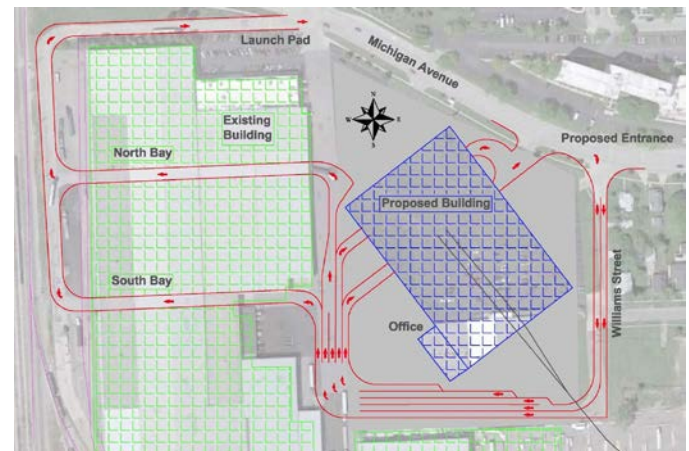 Launch Pad
Michigan Avenue
Existing
Building
N
W
E
S
Proposed Entrance
North Bay
Proposed Building
South Bay
Office
Williams Street